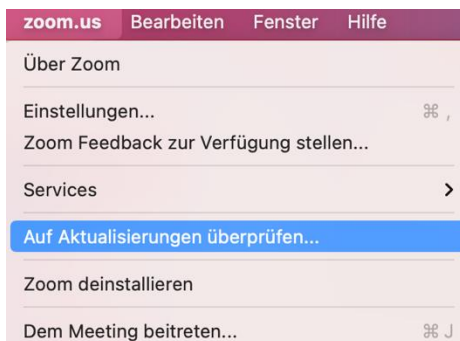 zoom.us Bearbeiten Fenster Hilfe
Über Zoom
Einstellungen... ⌘ ,
Zoom Feedback zur Verfügung stellen...
Services
Auf Aktualisierungen überprüfen...
Zoom deinstallieren
Dem Meeting beitreten... ⌘ J